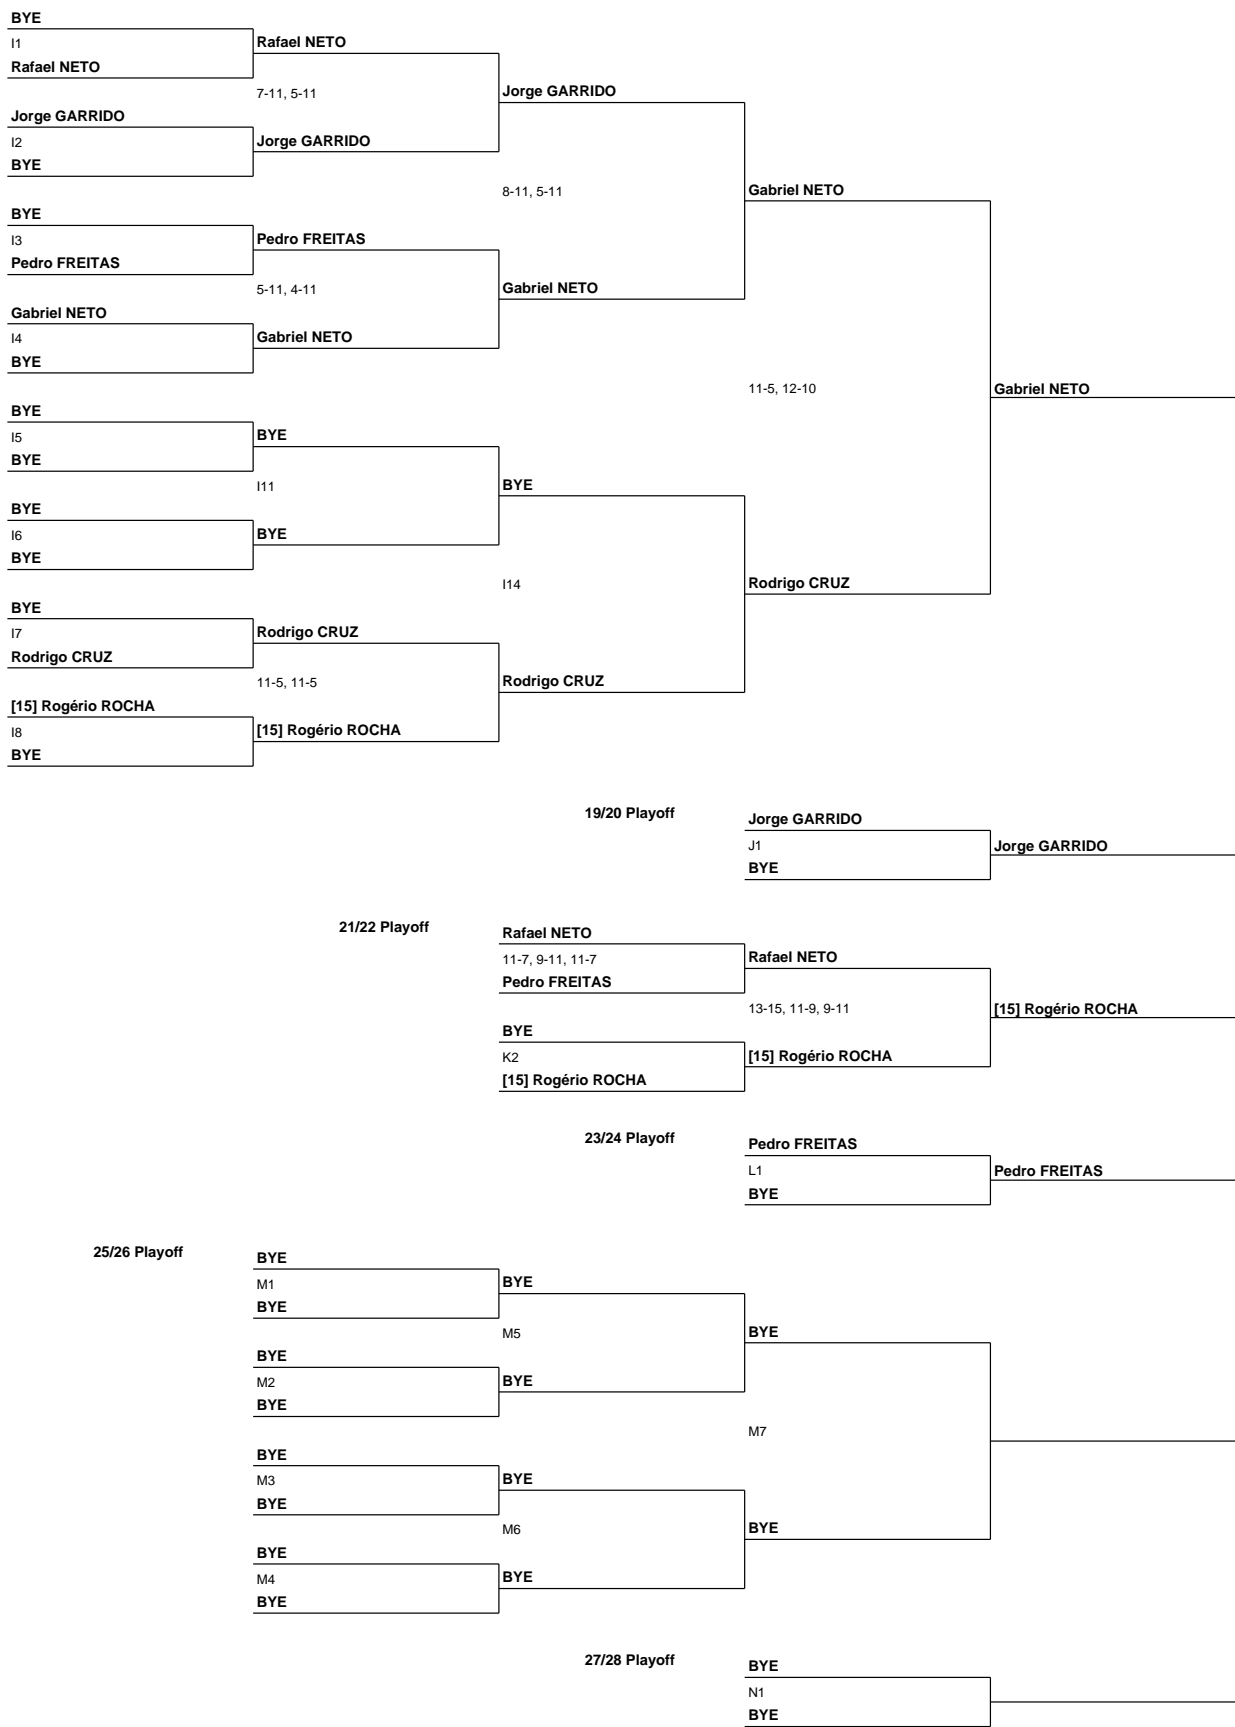 BYE
I1
Rafael NETO
Rafael NETO
7-11, 5-11
Jorge GARRIDO
Jorge GARRIDO
I2
Jorge GARRIDO
BYE
8-11, 5-11
Gabriel NETO
BYE
I3
Pedro FREITAS
Pedro FREITAS
5-11, 4-11
Gabriel NETO
Gabriel NETO
I4
Gabriel NETO
BYE
11-5, 12-10
Gabriel NETO
BYE
I5
BYE
BYE
I11
BYE
BYE
I6
BYE
BYE
I14
Rodrigo CRUZ
BYE
I7
Rodrigo CRUZ
Rodrigo CRUZ
11-5, 11-5
Rodrigo CRUZ
[15] Rogério ROCHA
I8
[15] Rogério ROCHA
BYE
19/20 Playoff
Jorge GARRIDO
J1
Jorge GARRIDO
BYE
21/22 Playoff
Rafael NETO
11-7, 9-11, 11-7
Rafael NETO
Pedro FREITAS
13-15, 11-9, 9-11
[15] Rogério ROCHA
BYE
K2
[15] Rogério ROCHA
[15] Rogério ROCHA
23/24 Playoff
Pedro FREITAS
L1
Pedro FREITAS
BYE
25/26 Playoff
BYE
M1
BYE
BYE
M5
BYE
BYE
M2
BYE
BYE
M7
BYE
M3
BYE
BYE
M6
BYE
BYE
M4
BYE
BYE
27/28 Playoff
BYE
N1
BYE